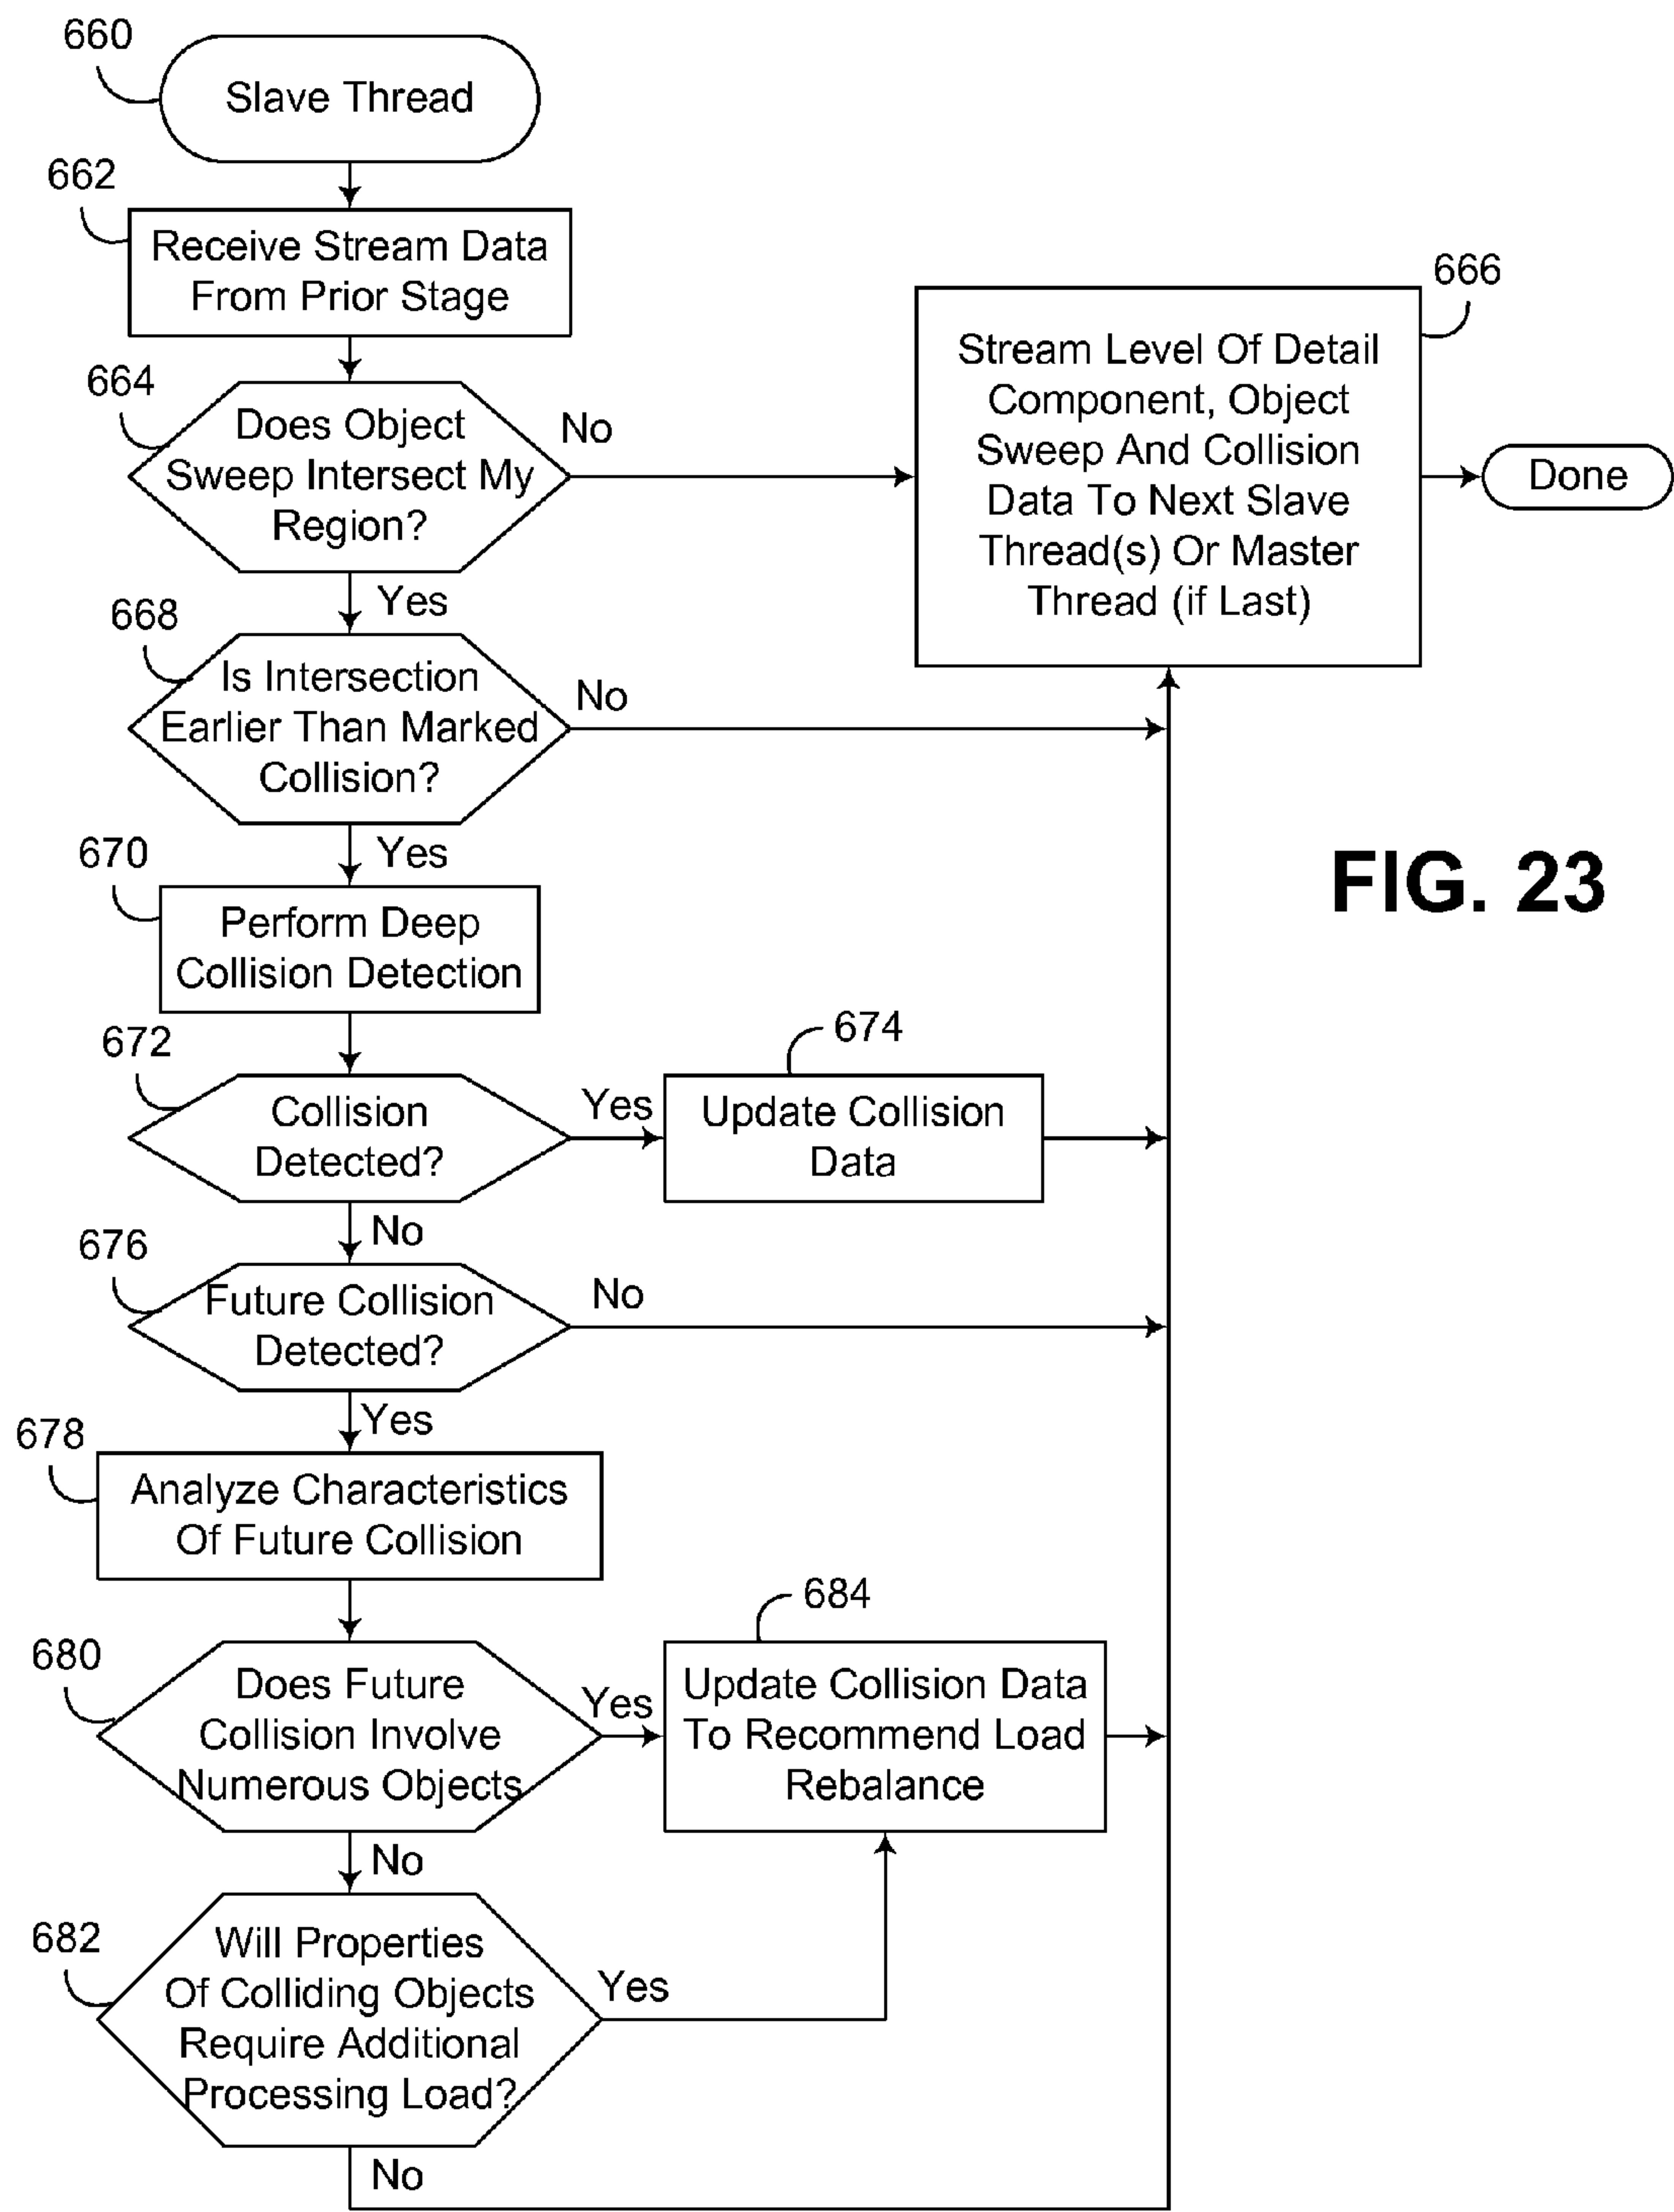 660
Slave Thread
662
Receive Stream Data
From Prior Stage
664
Does Object
Sweep Intersect My
Region?
No
666
Stream Level Of Detail
Component, Object
Sweep And Collision
Data To Next Slave
Thread(s) Or Master
Thread (if Last)
Done
Yes
668
Is Intersection
Earlier Than Marked
Collision?
No
Yes
FIG. 23
670
Perform Deep
Collision Detection
672
Collision
Detected?
Yes
674
Update Collision
Data
No
676
Future Collision
Detected?
No
Yes
678
Analyze Characteristics
Of Future Collision
680
Does Future
Collision Involve
Numerous Objects
Yes
684
Update Collision Data
To Recommend Load
Rebalance
No
682
Will Properties
Of Colliding Objects
Require Additional
Processing Load?
Yes
No